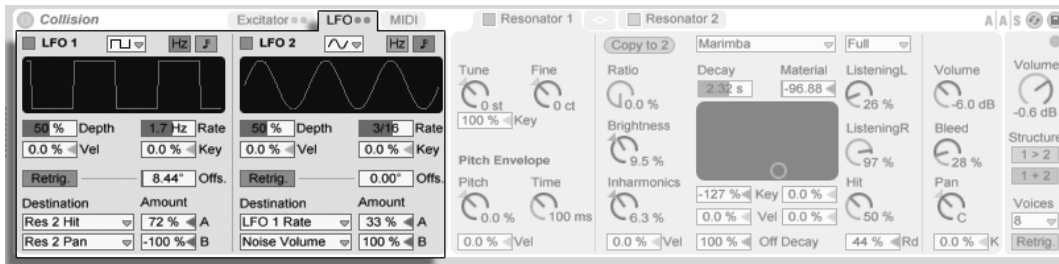 Collision Excitator LFO MIDI Resonator 1 Resonator 2 A|A|S
LFO 1 Hz LFO 2 Hz
50 % Depth 1.7 Hz Rate 50 % Depth 3/16 Rate
0.0 % Vel 0.0 % Key 0.0 % Vel 0.0 % Key
Retrig. 8.44° Offs. Retrig. 0.00° Offs.
Destination Amount Destination Amount
Res 2 Hit 72 % A LFO 1 Rate 33 % A
Res 2 Pan -100 % B Noise Volume 100 % B
Copy to 2 Marimba Full
Tune Fine Ratio Decay Material ListeningL Volume Volume
0 st 0 ct 0.0 % 2.32 s -96.88 26 % -6.0 dB -0.6 dB
100 % Key
Brightness ListeningR Bleed Structure
9.5 % 97 % 28 % 1 > 2
Pitch Envelope 1 + 2
Pitch Time Inharmonics Hit Pan Voices
0.0 % 100 ms 6.3 % -127 % Key 0.0 % 50 % C 8
0.0 % Vel 0.0 %
0.0 % Vel 0.0 % Vel 100 % Off Decay 44 % Rd 0.0 % K Retrig.